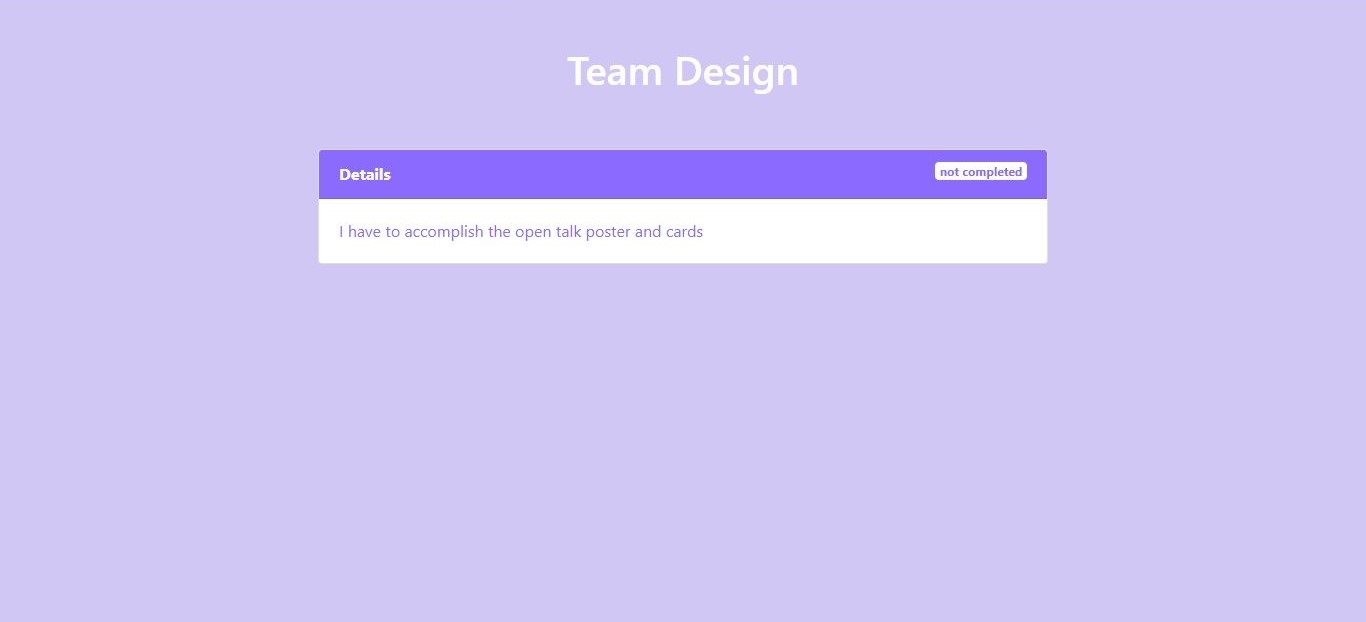 Team Design
Details
not completed
I have to accomplish the open talk poster and cards